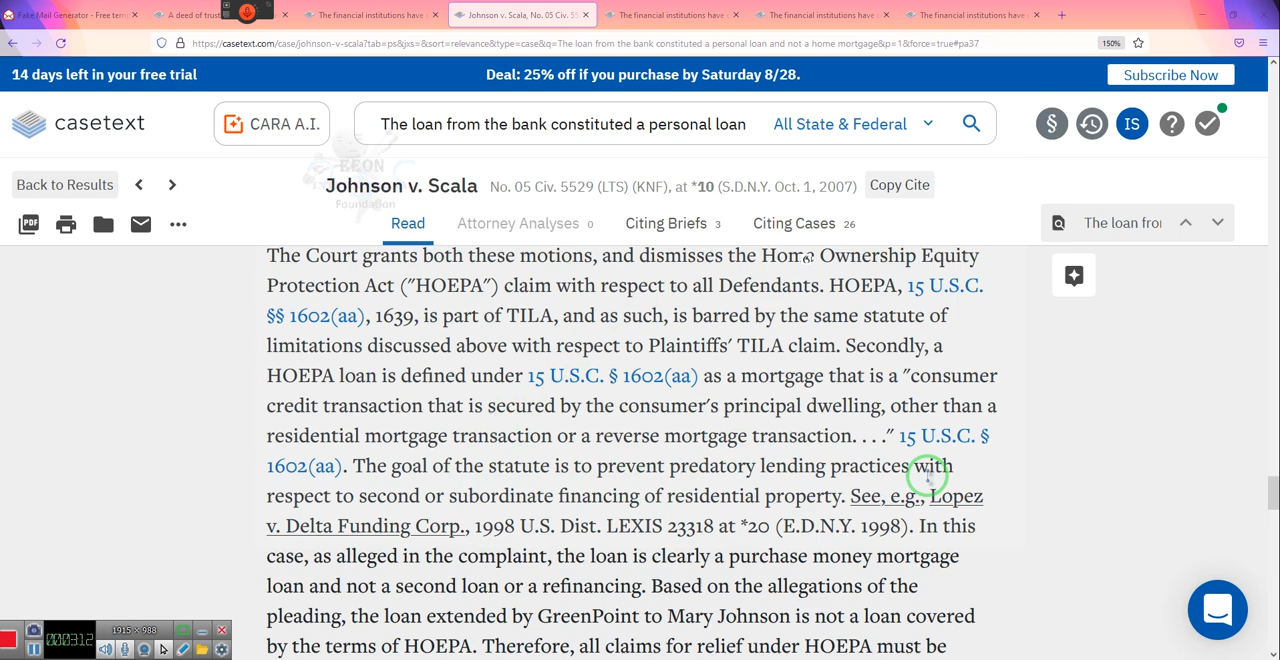 Fake Mail Generator - Free tem
A deed of trust
The financial institutions have
Johnson v. Scala, No. 05 Civ. 55
The financial institutions have
The financial institutions have
The financial institutions have
https://casetext.com/case/johnson-v-scala?tab=ps&jxs=&sort=relevance&type=case&q=The loan from the bank constituted a personal loan and not a home mortgage&p=1&force=true#pa37
150%
14 days left in your free trial
Deal: 25% off if you purchase by Saturday 8/28.
Subscribe Now
casetext
CARA A.I.
The loan from the bank constituted a personal loan
All State & Federal
§
IS
?
EEON
Foundation
Back to Results
Johnson v. Scala
No. 05 Civ. 5529 (LTS) (KNF), at *10 (S.D.N.Y. Oct. 1, 2007)
Copy Cite
PDF
Read
Attorney Analyses 0
Citing Briefs 3
Citing Cases 26
The loan froi
The Court grants both these motions, and dismisses the Home Ownership Equity
Protection Act ("HOEPA") claim with respect to all Defendants. HOEPA, 15 U.S.C.
§§ 1602(aa), 1639, is part of TILA, and as such, is barred by the same statute of
limitations discussed above with respect to Plaintiffs' TILA claim. Secondly, a
HOEPA loan is defined under 15 U.S.C. § 1602(aa) as a mortgage that is a "consumer
credit transaction that is secured by the consumer's principal dwelling, other than a
residential mortgage transaction or a reverse mortgage transaction. . . ." 15 U.S.C. §
1602(aa). The goal of the statute is to prevent predatory lending practices with
respect to second or subordinate financing of residential property. See, e.g., Lopez
v. Delta Funding Corp., 1998 U.S. Dist. LEXIS 23318 at *20 (E.D.N.Y. 1998). In this
case, as alleged in the complaint, the loan is clearly a purchase money mortgage
loan and not a second loan or a refinancing. Based on the allegations of the
pleading, the loan extended by GreenPoint to Mary Johnson is not a loan covered
by the terms of HOEPA. Therefore, all claims for relief under HOEPA must be
000312
1915 × 988